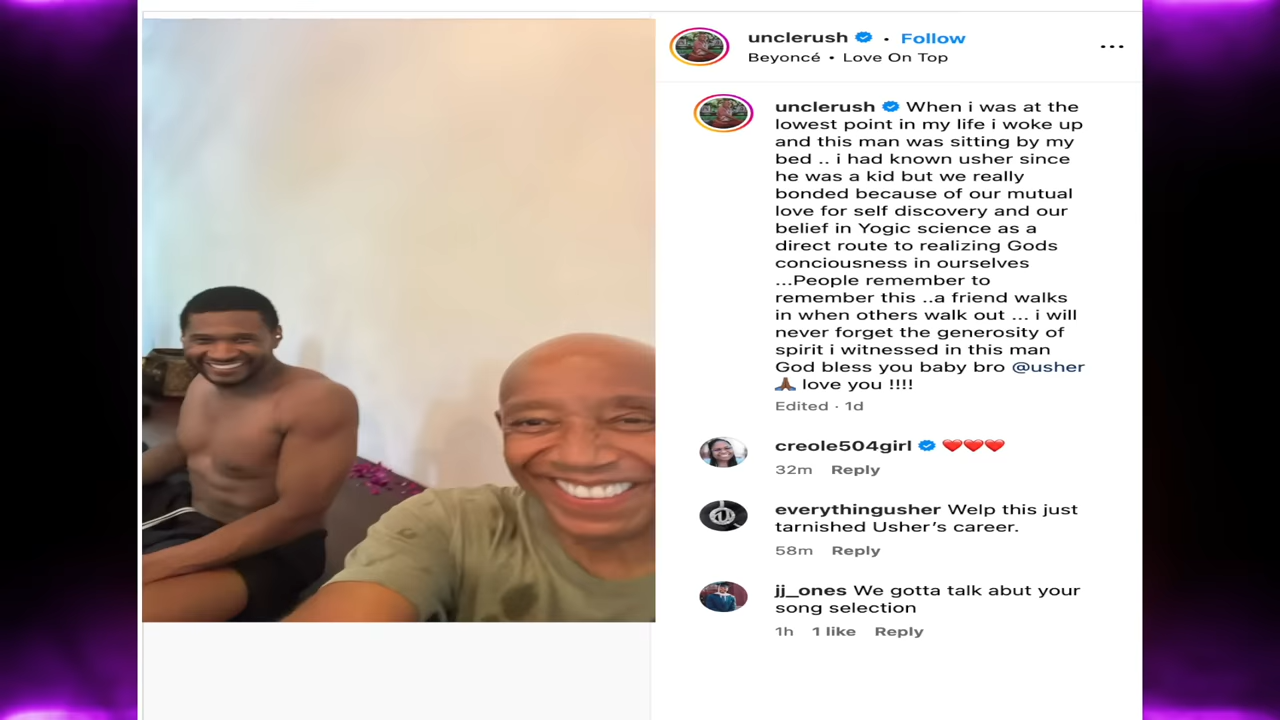 unclerush • Follow
Beyoncé • Love On Top
unclerush When i was at the
lowest point in my life i woke up
and this man was sitting by my
bed .. i had known usher since
he was a kid but we really
bonded because of our mutual
love for self discovery and our
belief in Yogic science as a
direct route to realizing Gods
conciousness in ourselves
...People remember to
remember this ..a friend walks
in when others walk out ... i will
never forget the generosity of
spirit i witnessed in this man
God bless you baby bro @usher
🙏🏾 love you !!!!
Edited · 1d
creole504girl ❤️❤️❤️
32m Reply
everythingusher Welp this just
tarnished Usher's career.
58m Reply
jj_ones We gotta talk abut your
song selection
1h 1 like Reply